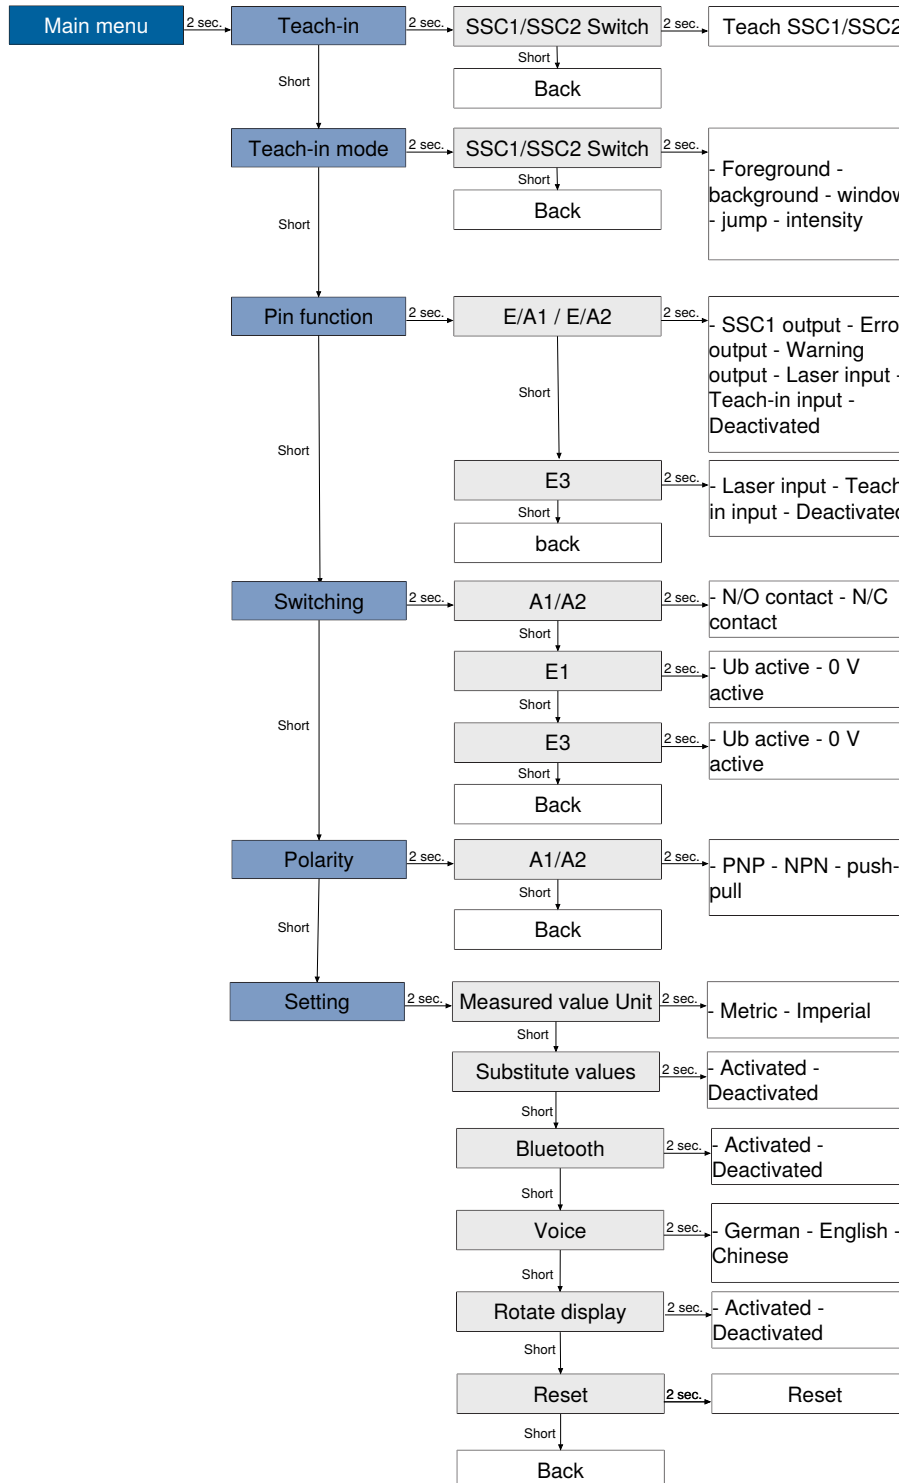 Main menu
2 sec.
Teach-in
2 sec.
SSC1/SSC2 Switch
2 sec.
Teach SSC1/SSC2
Short
Back
Short
Teach-in mode
2 sec.
SSC1/SSC2 Switch
2 sec.
- Foreground -
background - window
- jump - intensity
Short
Back
Short
Pin function
2 sec.
E/A1 / E/A2
2 sec.
- SSC1 output - Erro
output - Warning
output - Laser input -
Teach-in input -
Deactivated
Short
Short
E3
2 sec.
- Laser input - Teach
in input - Deactivated
Short
back
Switching
2 sec.
A1/A2
2 sec.
- N/O contact - N/C
contact
Short
E1
2 sec.
- Ub active - 0 V
active
Short
Short
E3
2 sec.
- Ub active - 0 V
active
Short
Back
Polarity
2 sec.
A1/A2
2 sec.
- PNP - NPN - push-
pull
Short
Back
Short
Setting
2 sec.
Measured value Unit
2 sec.
- Metric - Imperial
Short
Substitute values
2 sec.
- Activated -
Deactivated
Short
Bluetooth
2 sec.
- Activated -
Deactivated
Short
Voice
2 sec.
- German - English -
Chinese
Short
Rotate display
2 sec.
- Activated -
Deactivated
Short
Reset
2 sec.
Reset
Short
Back